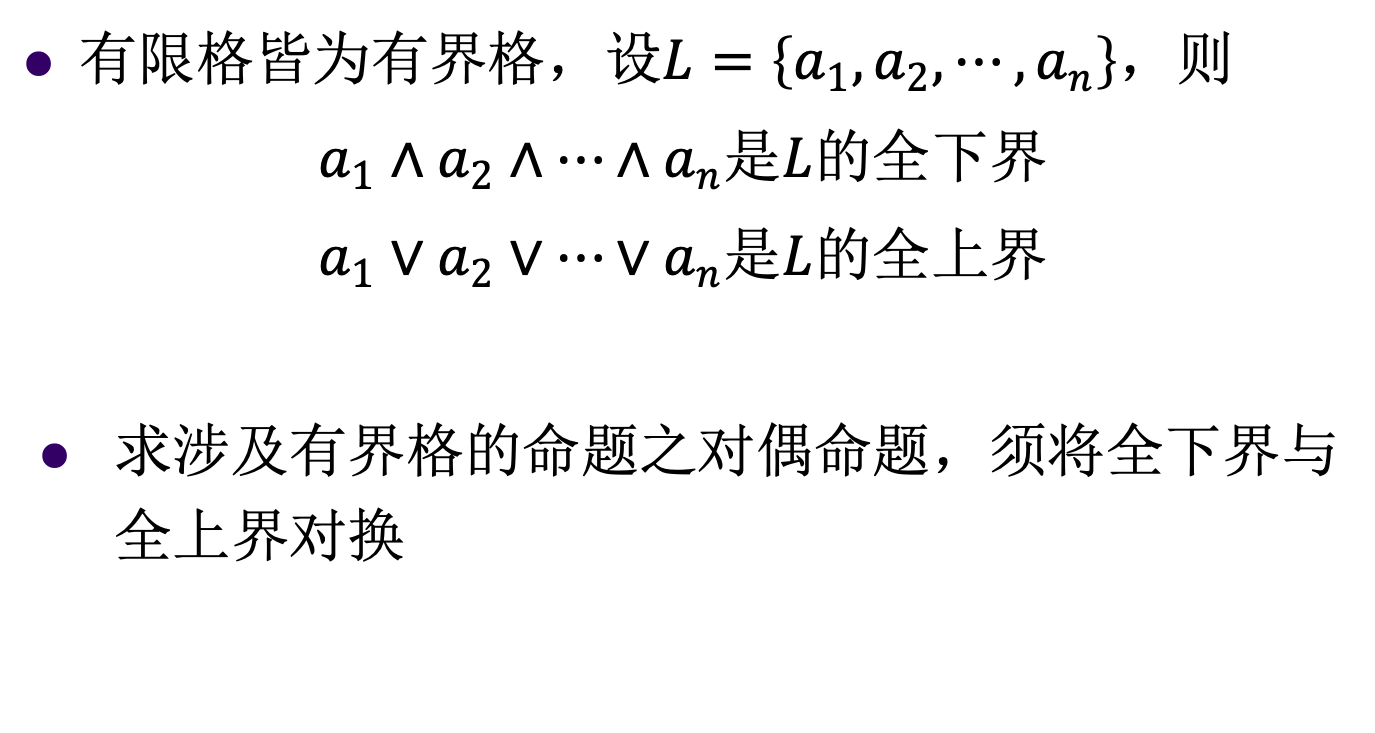 • 有限格皆为有界格，设L = {a₁, a₂, ⋯ , aₙ}，则
a₁ ∧ a₂ ∧ ⋯ ∧ aₙ是L的全下界
a₁ ∨ a₂ ∨ ⋯ ∨ aₙ是L的全上界
• 求涉及有界格的命题之对偶命题，须将全下界与
全上界对换